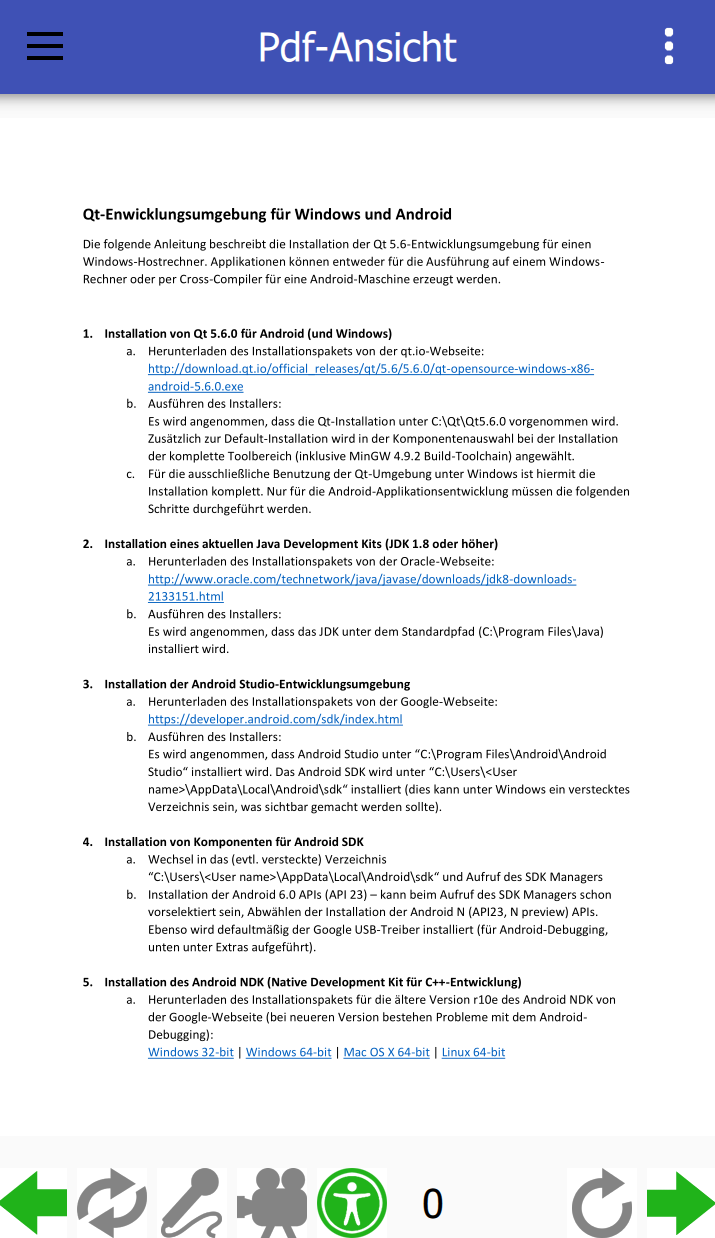 Pdf-Ansicht
Qt-Enwicklungsumgebung für Windows und Android
Die folgende Anleitung beschreibt die Installation der Qt 5.6-Entwicklungsumgebung für einen
Windows-Hostrechner. Applikationen können entweder für die Ausführung auf einem Windows-
Rechner oder per Cross-Compiler für eine Android-Maschine erzeugt werden.
1. Installation von Qt 5.6.0 für Android (und Windows)
a. Herunterladen des Installationspakets von der qt.io-Webseite:
http://download.qt.io/official_releases/qt/5.6/5.6.0/qt-opensource-windows-x86-
android-5.6.0.exe
b. Ausführen des Installers:
Es wird angenommen, dass die Qt-Installation unter C:\Qt\Qt5.6.0 vorgenommen wird.
Zusätzlich zur Default-Installation wird in der Komponentenauswahl bei der Installation
der komplette Toolbereich (inklusive MinGW 4.9.2 Build-Toolchain) angewählt.
c. Für die ausschließliche Benutzung der Qt-Umgebung unter Windows ist hiermit die
Installation komplett. Nur für die Android-Applikationsentwicklung müssen die folgenden
Schritte durchgeführt werden.
2. Installation eines aktuellen Java Development Kits (JDK 1.8 oder höher)
a. Herunterladen des Installationspakets von der Oracle-Webseite:
http://www.oracle.com/technetwork/java/javase/downloads/jdk8-downloads-
2133151.html
b. Ausführen des Installers:
Es wird angenommen, dass das JDK unter dem Standardpfad (C:\Program Files\Java)
installiert wird.
3. Installation der Android Studio-Entwicklungsumgebung
a. Herunterladen des Installationspakets von der Google-Webseite:
https://developer.android.com/sdk/index.html
b. Ausführen des Installers:
Es wird angenommen, dass Android Studio unter “C:\Program Files\Android\Android
Studio“ installiert wird. Das Android SDK wird unter “C:\Users\<User
name>\AppData\Local\Android\sdk“ installiert (dies kann unter Windows ein verstecktes
Verzeichnis sein, was sichtbar gemacht werden sollte).
4. Installation von Komponenten für Android SDK
a. Wechsel in das (evtl. versteckte) Verzeichnis
“C:\Users\<User name>\AppData\Local\Android\sdk“ und Aufruf des SDK Managers
b. Installation der Android 6.0 APIs (API 23) – kann beim Aufruf des SDK Managers schon
vorselektiert sein, Abwählen der Installation der Android N (API23, N preview) APIs.
Ebenso wird defaultmäßig der Google USB-Treiber installiert (für Android-Debugging,
unten unter Extras aufgeführt).
5. Installation des Android NDK (Native Development Kit für C++-Entwicklung)
a. Herunterladen des Installationspakets für die ältere Version r10e des Android NDK von
der Google-Webseite (bei neueren Version bestehen Probleme mit dem Android-
Debugging):
Windows 32-bit | Windows 64-bit | Mac OS X 64-bit | Linux 64-bit
0